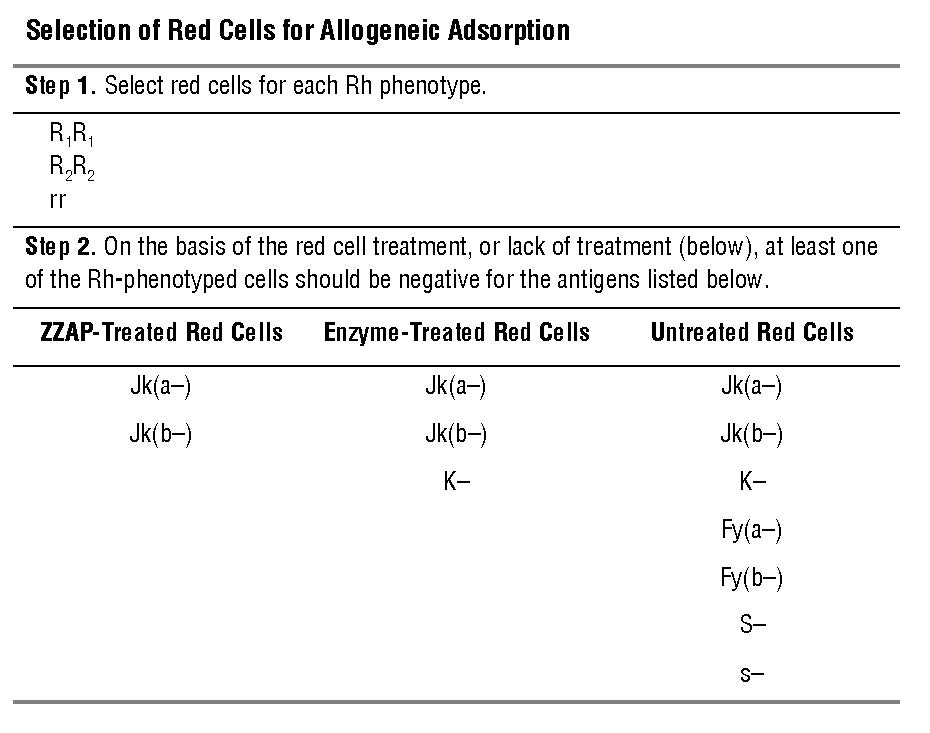 Selection of Red Cells for Allogeneic Adsorption
Step 1. Select red cells for each Rh phenotype.
R₁R₁
R₂R₂
rr
Step 2. On the basis of the red cell treatment, or lack of treatment (below), at least one
of the Rh-phenotyped cells should be negative for the antigens listed below.
ZZAP-Treated Red Cells Enzyme-Treated Red Cells Untreated Red Cells
Jk(a–) Jk(a–) Jk(a–)
Jk(b–) Jk(b–) Jk(b–)
K– K–
Fy(a–)
Fy(b–)
S–
s–